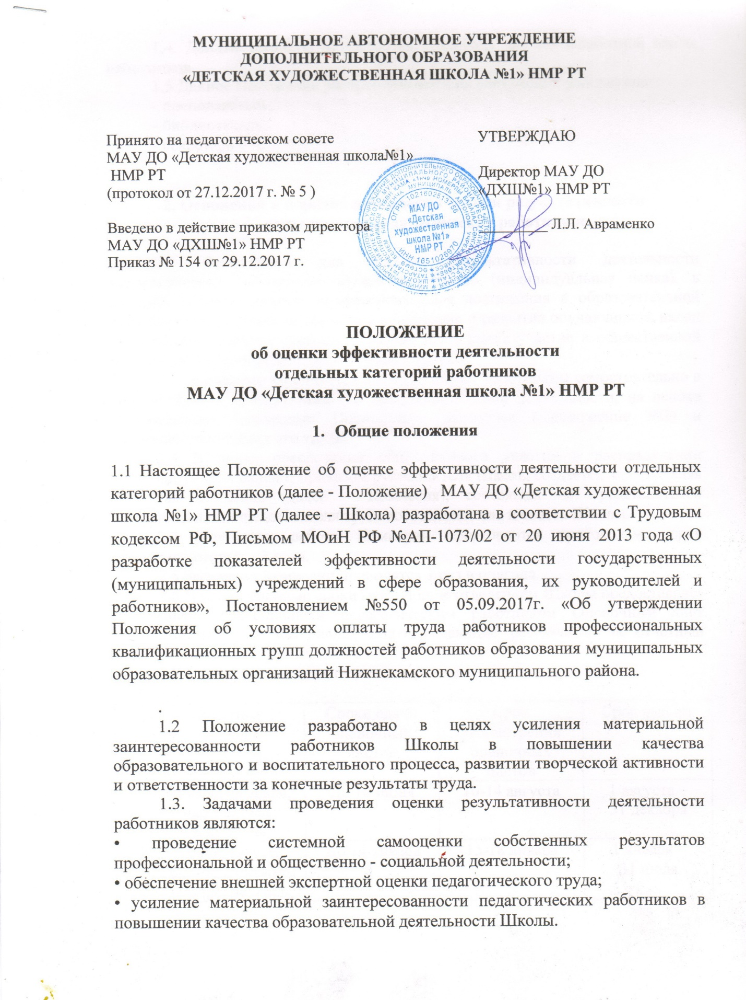 МУНИЦИПАЛЬНОЕ АВТОНОМНОЕ УЧРЕЖДЕНИЕ
ДОПОЛНИТЕЛЬНОГО ОБРАЗОВАНИЯ
«ДЕТСКАЯ ХУДОЖЕСТВЕННАЯ ШКОЛА №1» НМР РТ
Принято на педагогическом совете
МАУ ДО «Детская художественная школа№1»
НМР РТ
(протокол от 27.12.2017 г. № 5 )
Введено в действие приказом директора
МАУ ДО «ДХШ№1» НМР РТ
Приказ № 154 от 29.12.2017 г.
УТВЕРЖДАЮ
Директор МАУ ДО
«ДХШ№1» НМР РТ
_________ Л.Л. Авраменко
ОГРН 1021602513756
МАУ ДО
«Детская
художественная
школа №1»
НМР РТ
ИНН 1651026970
ПОЛОЖЕНИЕ
об оценки эффективности деятельности
отдельных категорий работников
МАУ ДО «Детская художественная школа №1» НМР РТ
1. Общие положения
1.1 Настоящее Положение об оценке эффективности деятельности отдельных
категорий работников (далее - Положение) МАУ ДО «Детская художественная
школа №1» НМР РТ (далее - Школа) разработана в соответствии с Трудовым
кодексом РФ, Письмом МОиН РФ №АП-1073/02 от 20 июня 2013 года «О
разработке показателей эффективности деятельности государственных
(муниципальных) учреждений в сфере образования, их руководителей и
работников», Постановлением №550 от 05.09.2017г. «Об утверждении
Положения об условиях оплаты труда работников профессиональных
квалификационных групп должностей работников образования муниципальных
образовательных организаций Нижнекамского муниципального района.
.
1.2 Положение разработано в целях усиления материальной
заинтересованности работников Школы в повышении качества
образовательного и воспитательного процесса, развитии творческой активности
и ответственности за конечные результаты труда.
1.3. Задачами проведения оценки результативности деятельности
работников являются:
• проведение системной самооценки собственных результатов
профессиональной и общественно - социальной деятельности;
• обеспечение внешней экспертной оценки педагогического труда;
• усиление материальной заинтересованности педагогических работников в
повышении качества образовательной деятельности Школы.